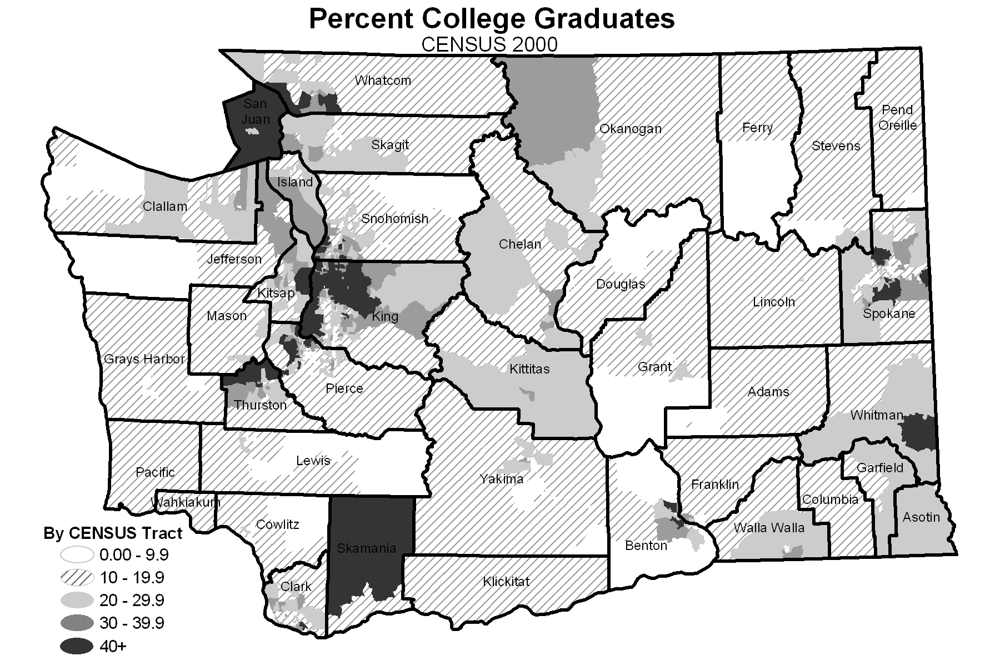 Percent College Graduates
CENSUS 2000
Whatcom
San
Juan
Skagit
Okanogan
Ferry
Stevens
Pend
Oreille
Island
Clallam
Snohomish
Chelan
Jefferson
Kitsap
Douglas
Lincoln
Spokane
Mason
King
Grays Harbor
Kittitas
Grant
Pierce
Thurston
Adams
Whitman
Lewis
Pacific
Yakima
Garfield
Franklin
Columbia
Wahkiakum
Cowlitz
Walla Walla
Asotin
Skamania
Benton
Clark
Klickitat
By CENSUS Tract
0.00 - 9.9
10 - 19.9
20 - 29.9
30 - 39.9
40+